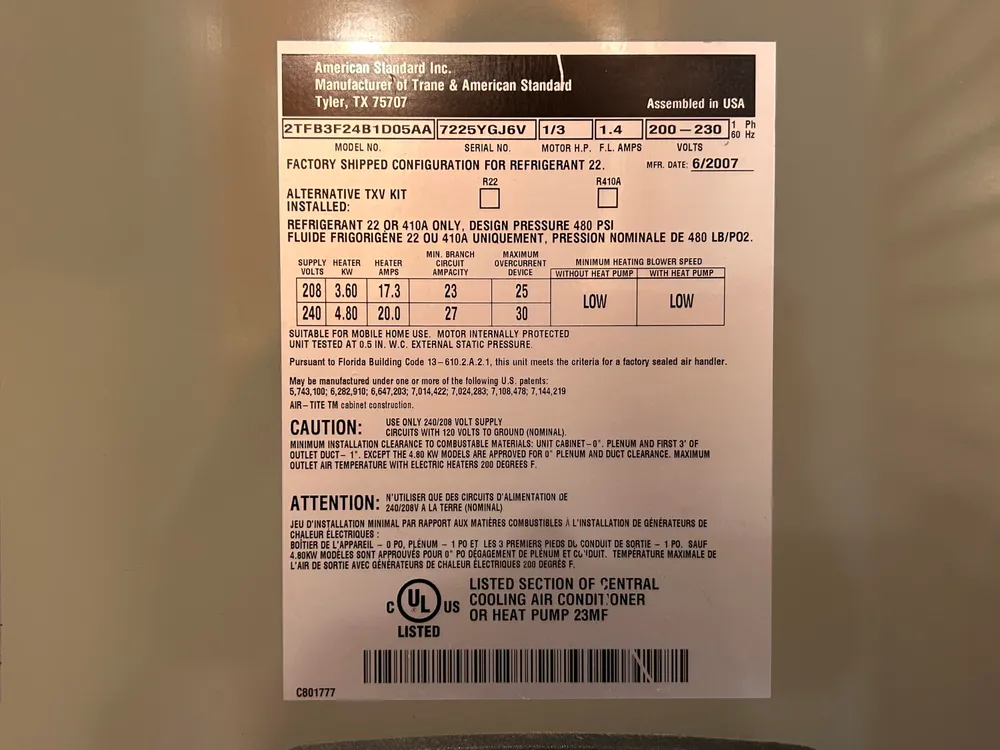 American Standard Inc.
Manufacturer of Trane & American Standard
Tyler, TX 75707
Assembled in USA
2TFB3F24B1D05AA 7225YGJ6V 1/3 1.4 200-230 1 Ph 60 Hz
MODEL NO. SERIAL NO. MOTOR H.P. F.L. AMPS VOLTS
FACTORY SHIPPED CONFIGURATION FOR REFRIGERANT 22. MFR. DATE: 6/2007
R22 R410A
ALTERNATIVE TXV KIT
INSTALLED:
REFRIGERANT 22 OR 410A ONLY, DESIGN PRESSURE 480 PSI
FLUIDE FRIGORIGÉNE 22 OU 410A UNIQUEMENT, PRESSION NOMINALE DE 480 LB/PO2.
SUPPLY VOLTS HEATER KW HEATER AMPS MIN. BRANCH CIRCUIT AMPACITY MAXIMUM OVERCURRENT DEVICE MINIMUM HEATING BLOWER SPEED
WITHOUT HEAT PUMP WITH HEAT PUMP
208 3.60 17.3 23 25 LOW LOW
240 4.80 20.0 27 30
SUITABLE FOR MOBILE HOME USE. MOTOR INTERNALLY PROTECTED
UNIT TESTED AT 0.5 IN. W.C. EXTERNAL STATIC PRESSURE.
Pursuant to Florida Building Code 13-610.2.A.2.1, this unit meets the criteria for a factory sealed air handler.
May be manufactured under one or more of the following U.S. patents:
5,743,100; 6,282,910; 6,647,203; 7,014,422; 7,024,283; 7,108,478; 7,144,219
AIR-TITE TM cabinet construction.
CAUTION: USE ONLY 240/208 VOLT SUPPLY
CIRCUITS WITH 120 VOLTS TO GROUND (NOMINAL).
MINIMUM INSTALLATION CLEARANCE TO COMBUSTABLE MATERIALS: UNIT CABINET-0". PLENUM AND FIRST 3' OF
OUTLET DUCT- 1". EXCEPT THE 4.80 KW MODELS ARE APPROVED FOR 0" PLENUM AND DUCT CLEARANCE. MAXIMUM
OUTLET AIR TEMPERATURE WITH ELECTRIC HEATERS 200 DEGREES F.
ATTENTION: N'UTILISER QUE DES CIRCUITS D'ALIMENTATION DE
240/208V A LA TERRE (NOMINAL)
JEU D'INSTALLATION MINIMAL PAR RAPPORT AUX MATIÈRES COMBUSTIBLES À L'INSTALLATION DE GÉNÉRATEURS DE
CHALEUR ÉLECTRIQUES :
BOÎTIER DE L'APPAREIL - 0 PO, PLÉNUM - 1 PO ET LES 3 PREMIERS PIEDS DU CONDUIT DE SORTIE - 1 PO. SAUF
4.80KW MODÈLES SONT APPROUVÉS POUR 0" PO DÉGAGEMENT DE PLÉNUM ET CONDUIT. TEMPÉRATURE MAXIMALE DE
L'AIR DE SORTIE AVEC GÉNÉRATEURS DE CHALEUR ÉLECTRIQUES 200 DEGRÉS F.
C UL US
LISTED
LISTED SECTION OF CENTRAL
COOLING AIR CONDITIONER
OR HEAT PUMP 23MF
C801777